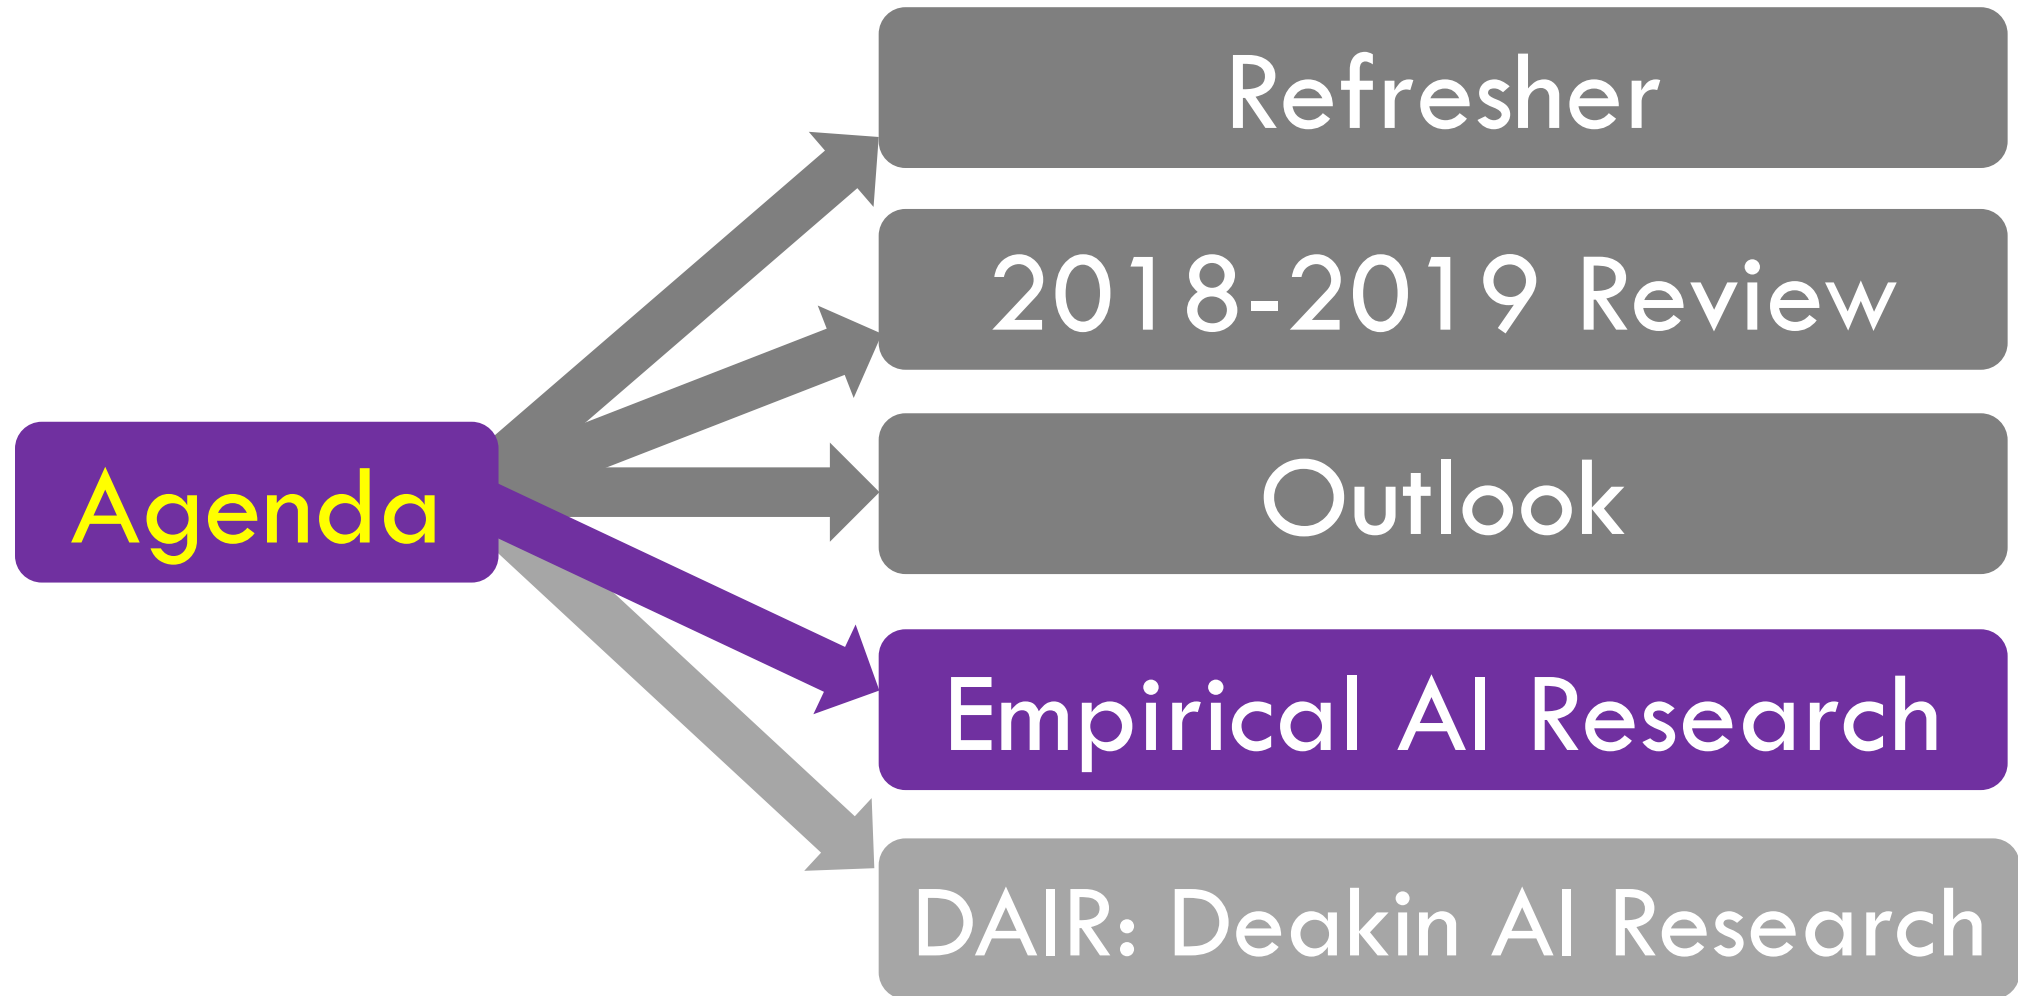 Refresher
2018-2019 Review
Outlook
Agenda
Empirical AI Research
DAIR: Deakin AI Research